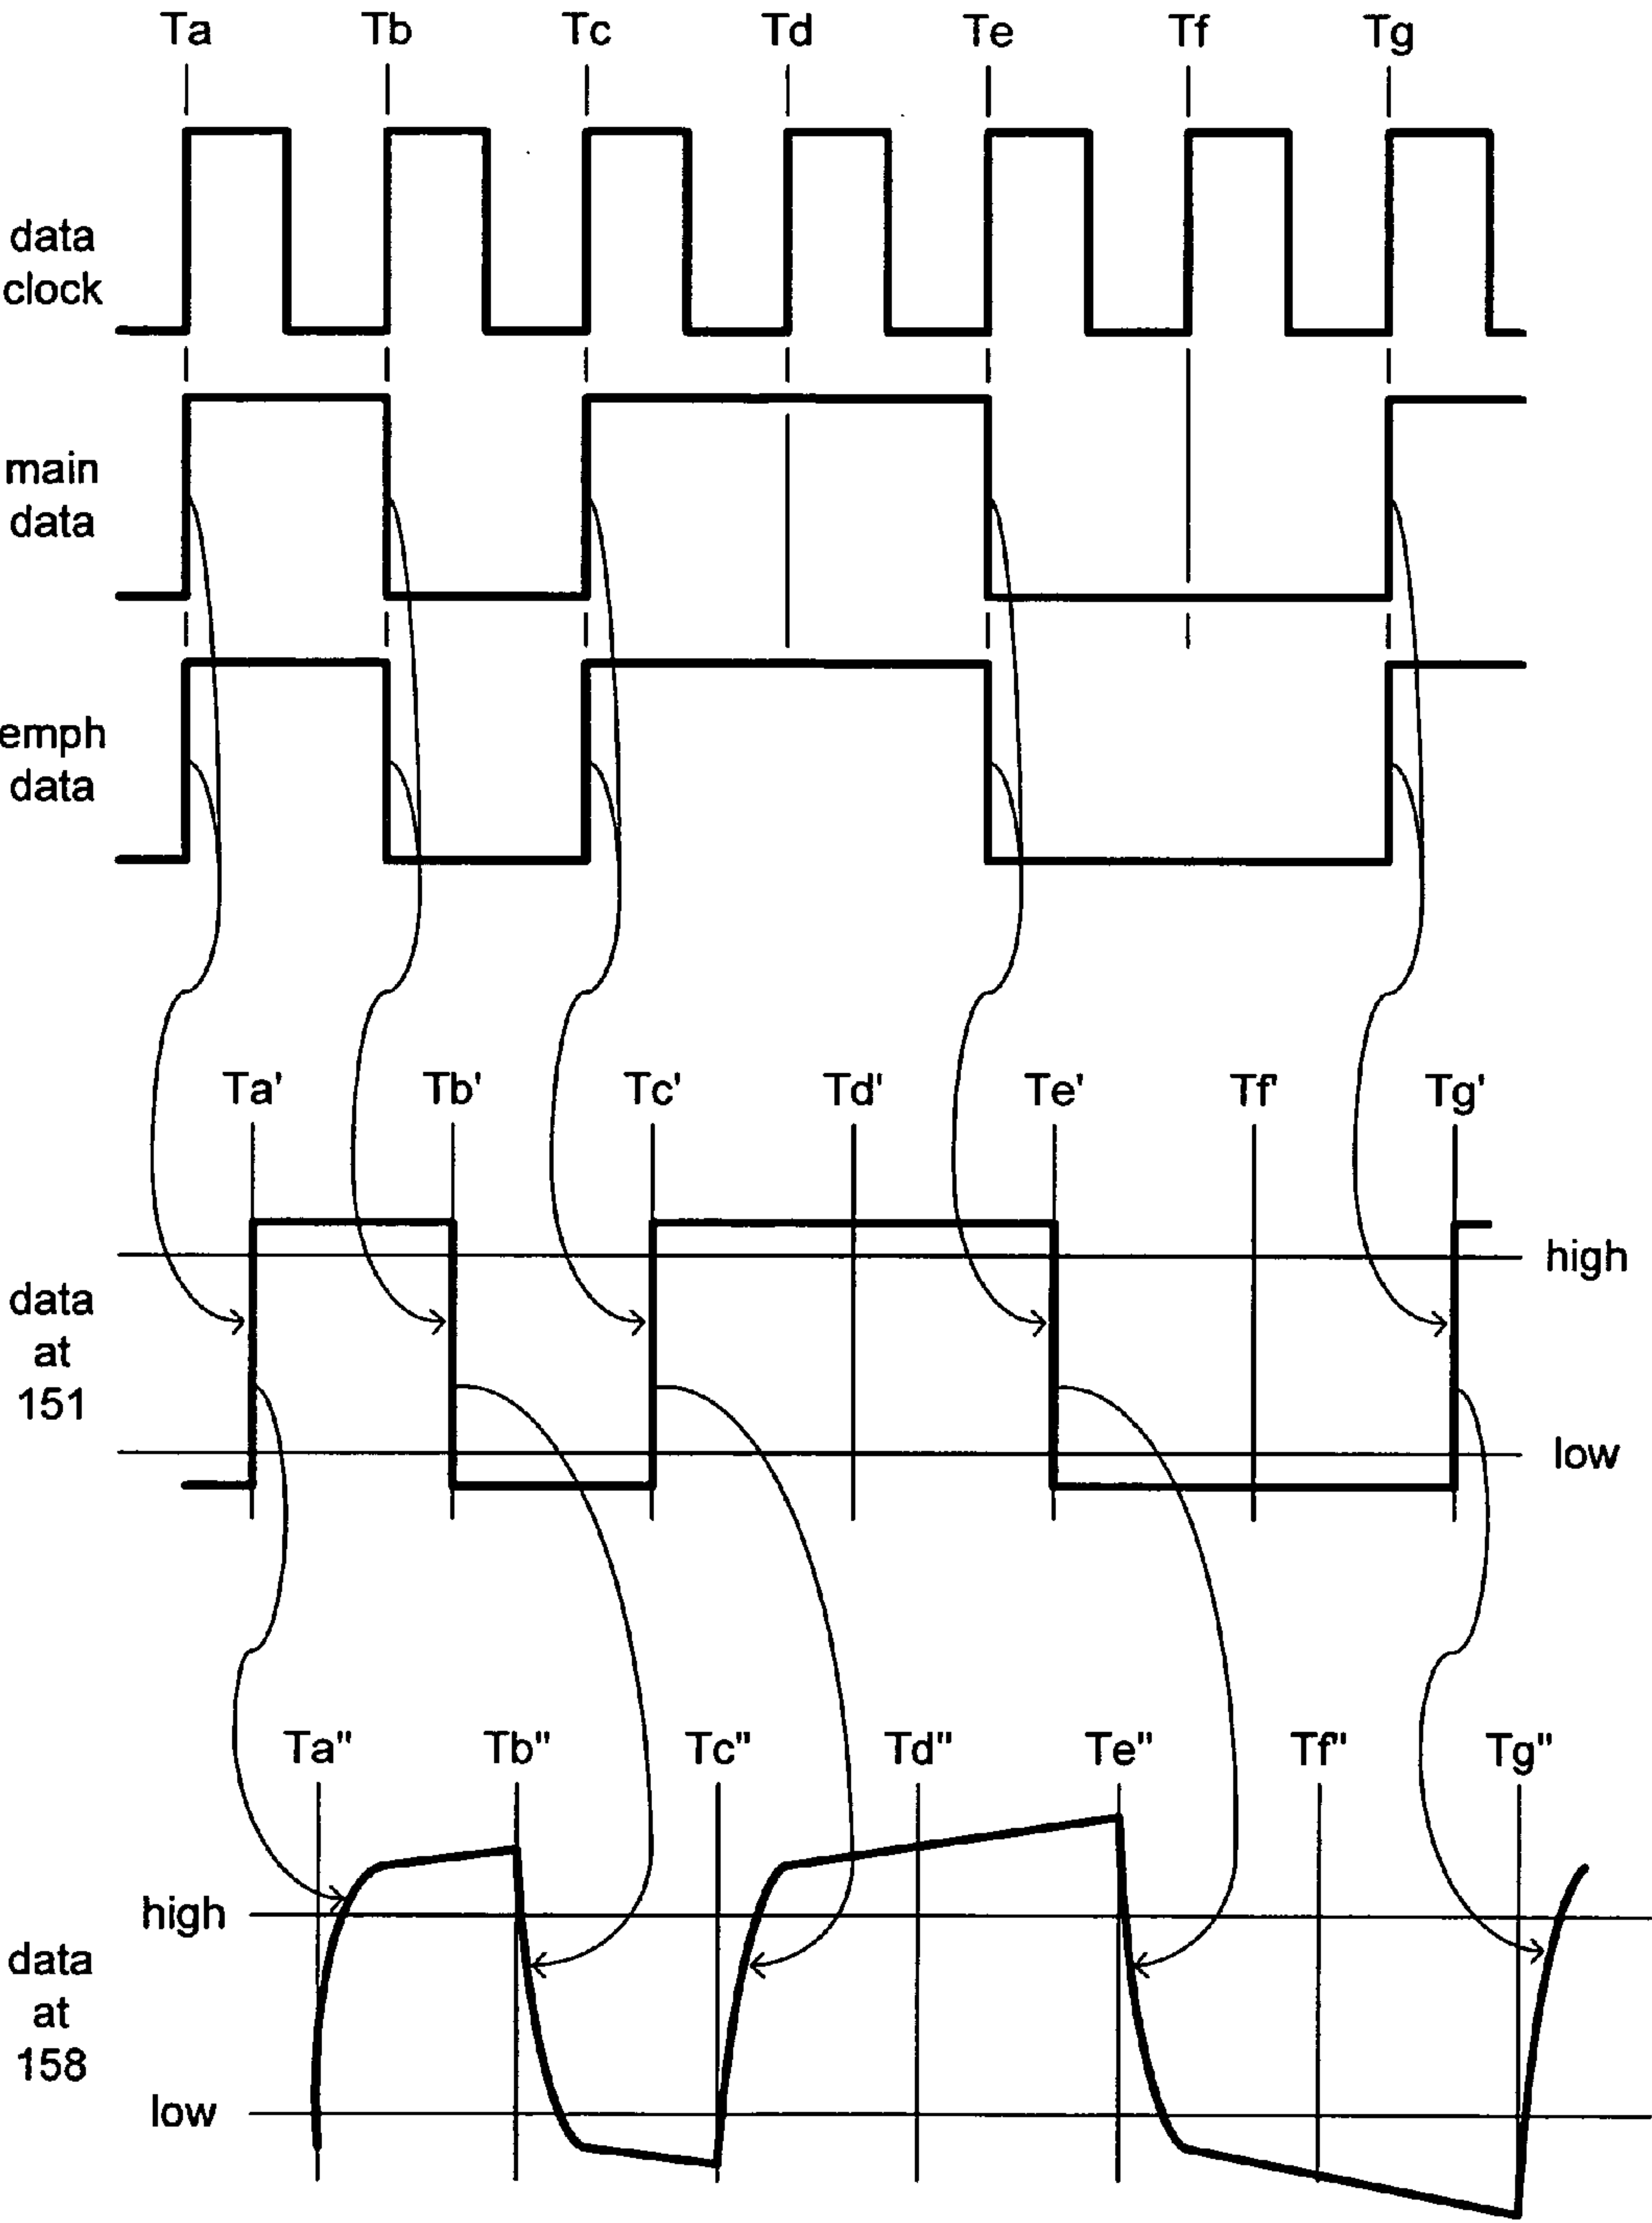 Ta Tb Tc Td Te Tf Tg
data
clock
main
data
emph
data
Ta' Tb' Tc' Td' Te' Tf' Tg'
high
data
at
151
low
Ta" Tb" Tc" Td" Te" Tf" Tg"
high
data
at
158
low